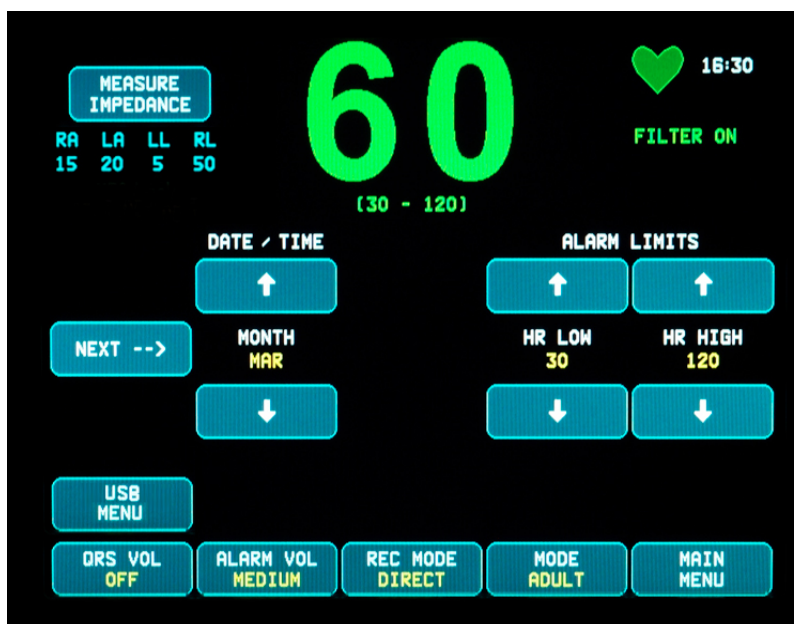 MEASURE
IMPEDANCE
RA LA LL RL
15 20 5 50
60
(30 - 120)
16:30
FILTER ON
DATE / TIME
ALARM LIMITS
NEXT -->
MONTH
MAR
HR LOW
30
HR HIGH
120
USB
MENU
QRS VOL
OFF
ALARM VOL
MEDIUM
REC MODE
DIRECT
MODE
ADULT
MAIN
MENU